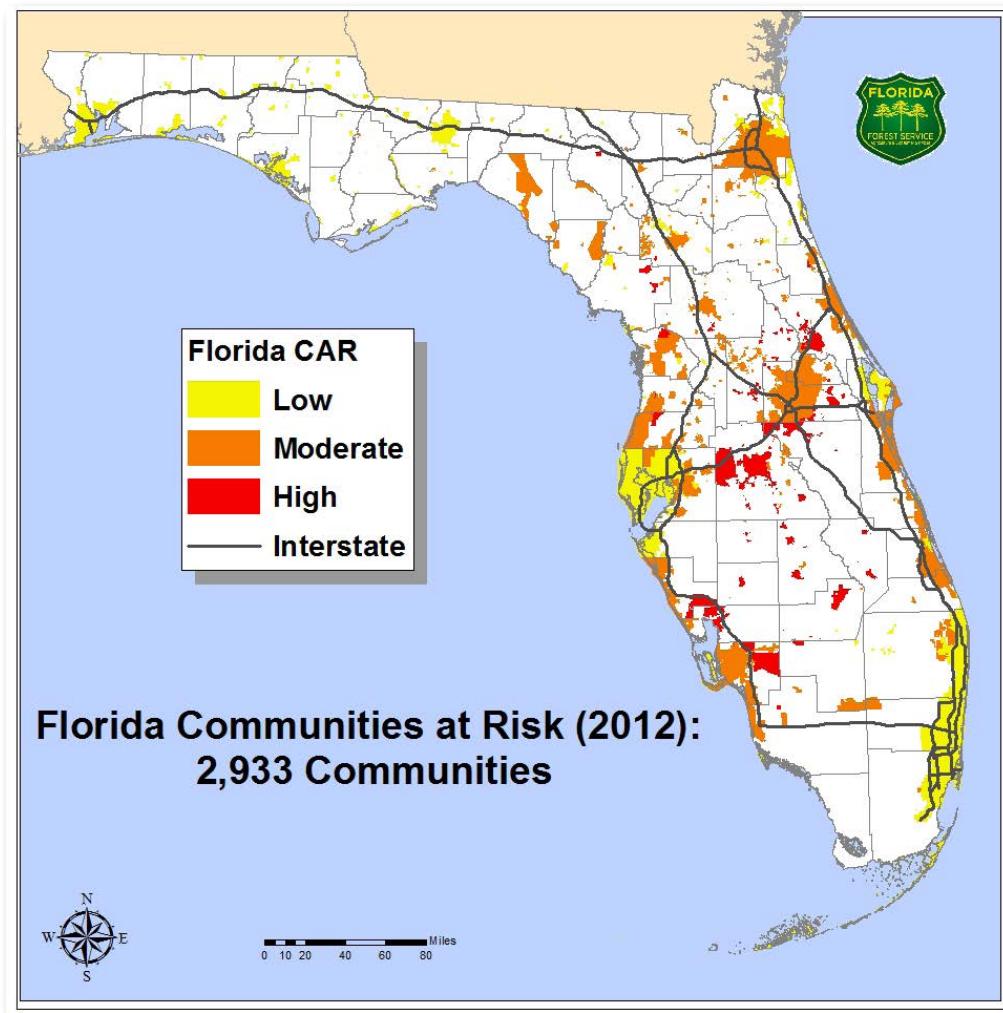 FLORIDA
FOREST SERVICE
Florida CAR
Low
Moderate
High
Interstate
Florida Communities at Risk (2012):
2,933 Communities
N
W E
S
Miles
0 10 20 40 60 80